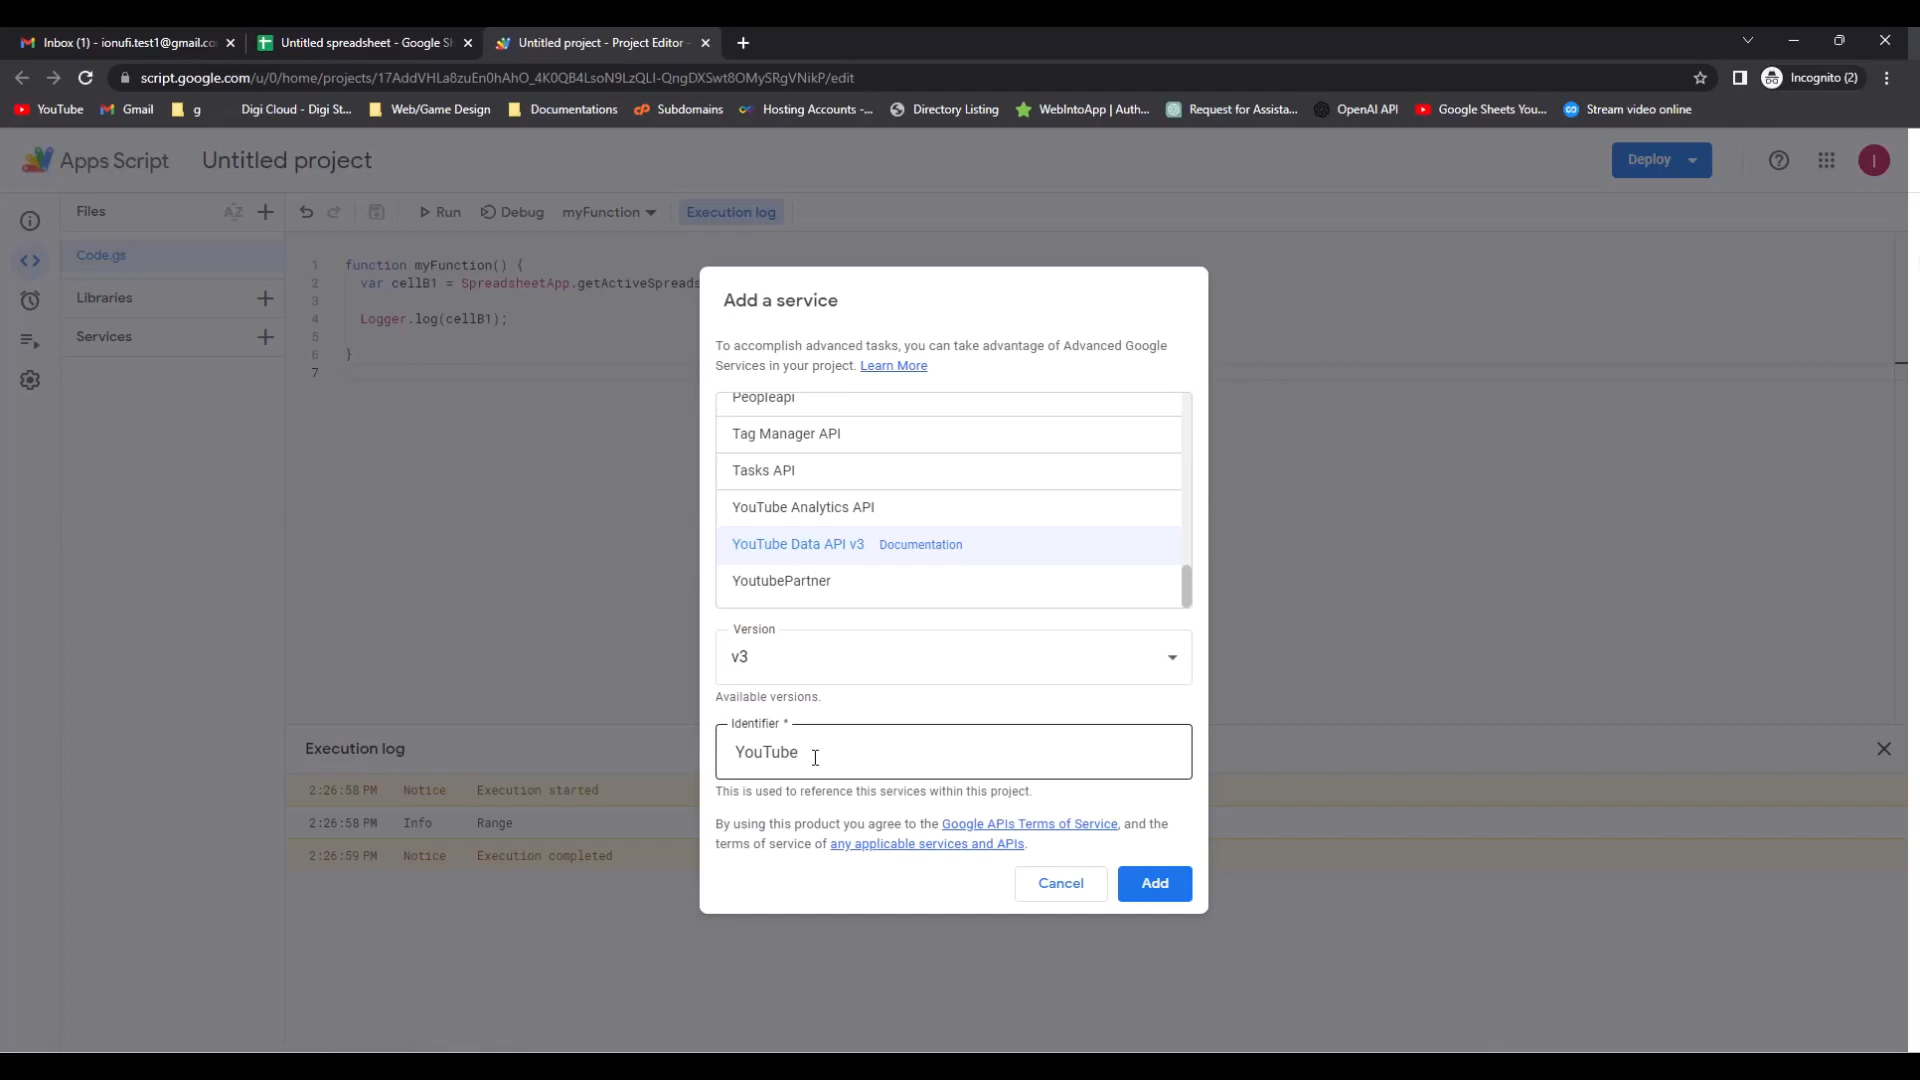 Inbox (1) - ionufi.test1@gmail.co
Untitled spreadsheet - Google S
Untitled project - Project Editor -
script.google.com/u/0/home/projects/17AddVHLa8zuEn0hAhO_4K0QB4LsoN9LzQLI-QngDXSwt8OMySRgVNikP/edit
Incognito (2)
YouTube
Gmail
g
Digi Cloud - Digi St...
Web/Game Design
Documentations
Subdomains
Hosting Accounts -...
Directory Listing
WebIntoApp | Auth...
Request for Assista...
OpenAI API
Google Sheets You...
Stream video online
Apps Script
Untitled project
Deploy
I
Files
AZ
Run
Debug
myFunction
Execution log
Code.gs
Libraries
Services
1 function myFunction() {
2 var cellB1 = SpreadsheetApp.getActiveSpreads
3
4 Logger.log(cellB1);
5
6 }
7
Add a service
To accomplish advanced tasks, you can take advantage of Advanced Google
Services in your project. Learn More
Peopleapi
Tag Manager API
Tasks API
YouTube Analytics API
YouTube Data API v3 Documentation
YoutubePartner
Version
v3
Available versions.
Identifier *
YouTube
This is used to reference this services within this project.
By using this product you agree to the Google APIs Terms of Service, and the
terms of service of any applicable services and APIs.
Cancel
Add
Execution log
2:26:58 PM Notice Execution started
2:26:58 PM Info Range
2:26:59 PM Notice Execution completed